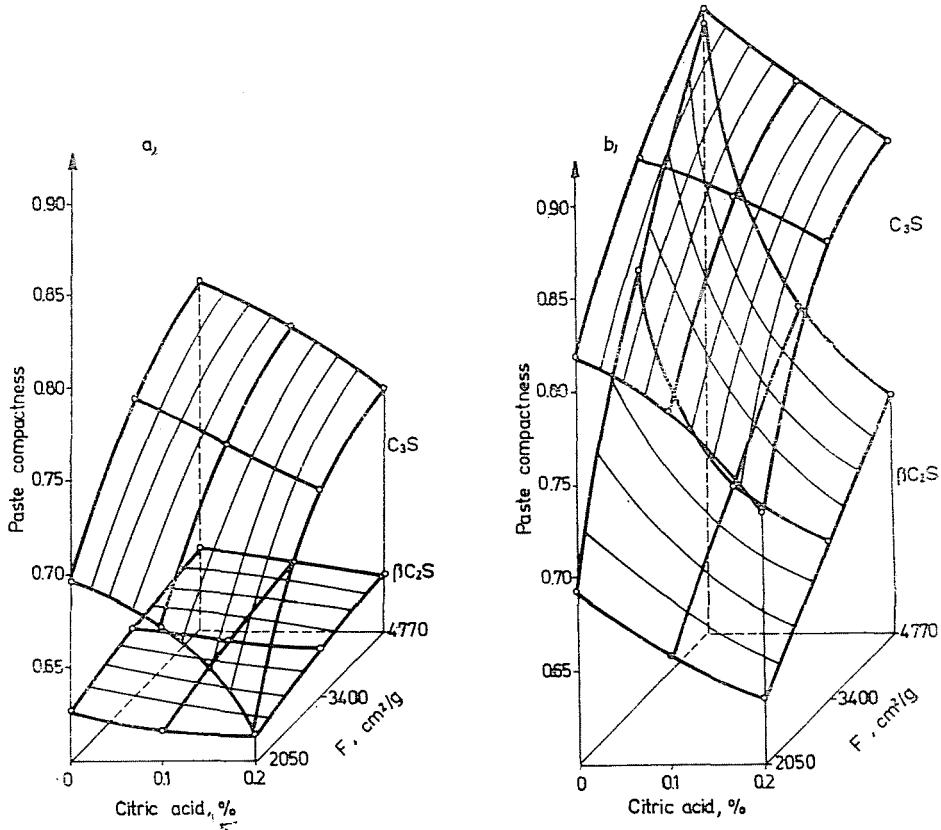 a,
0.90
0.85
0.80
0.75
0.70
0.65
Paste compactness
C3S
βC2S
4770
3400
2050
F, cm²/g
0
0.1
0.2
Citric acid, %
b,
0.90
0.85
0.80
0.75
0.70
0.65
Paste compactness
C3S
βC2S
4770
3400
2050
F, cm²/g
0
0.1
0.2
Citric acid, %